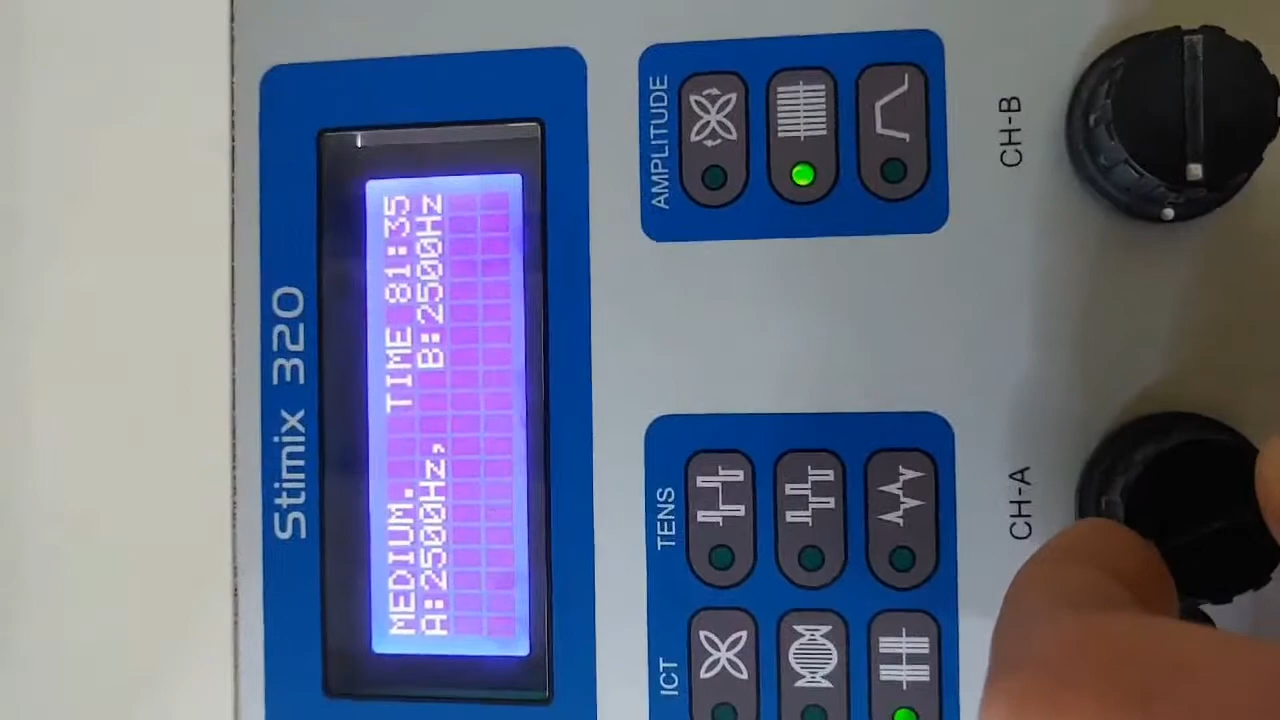 Stimix 320
MEDIUM. TIME 81:35
A:2500Hz, B:2500Hz
ICT
TENS
AMPLITUDE
CH-A
CH-B